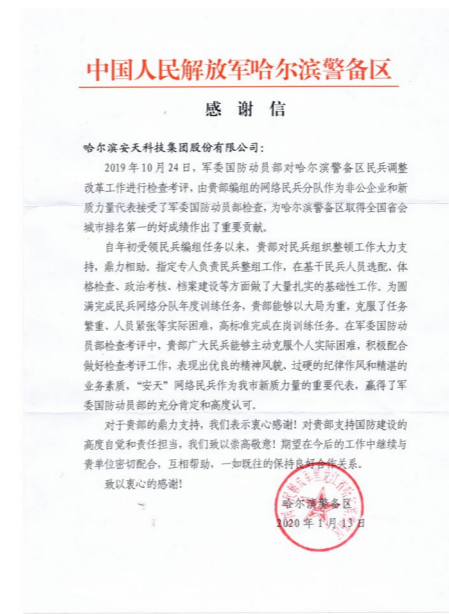 中国人民解放军哈尔滨警备区
感 谢 信
哈尔滨安天科技集团股份有限公司：
2019年10月24日，军委国防动员部对哈尔滨警备区民兵调整
改革工作进行检查考评，由贵部编组的网络民兵分队作为非公企业和新
质力量代表接受了军委国防动员部检查，为哈尔滨警备区取得全国省会
城市排名第一的好成绩作出了重要贡献。
自年初受领民兵编组任务以来，贵部对民兵组织整顿工作大力支
持，鼎力相助。指定专人负责民兵整组工作，在基干民兵人员选配、体
格检查、政治考核、档案建设等方面做了大量扎实的基础性工作。为圆
满完成民兵网络分队年度训练任务，贵部能够以大局为重，克服了任务
繁重、人员紧张等实际困难，高标准完成在岗训练任务。在军委国防动
员部检查考评中，贵部广大民兵能够主动克服个人实际困难，积极配合
做好检查考评工作，表现出优良的精神风貌、过硬的纪律作风和精湛的
业务素质，“安天”网络民兵作为我市新质力量的重要代表，赢得了军
委国防动员部的充分肯定和高度认可。
对于贵部的鼎力支持，我们表示衷心感谢！对贵部支持国防建设的
高度自觉和责任担当，我们致以崇高敬意！期望在今后的工作中继续与
贵单位密切配合，互相帮助，一如既往的保持良好合作关系。
致以衷心的感谢！
哈尔滨警备区
2020年1月13日